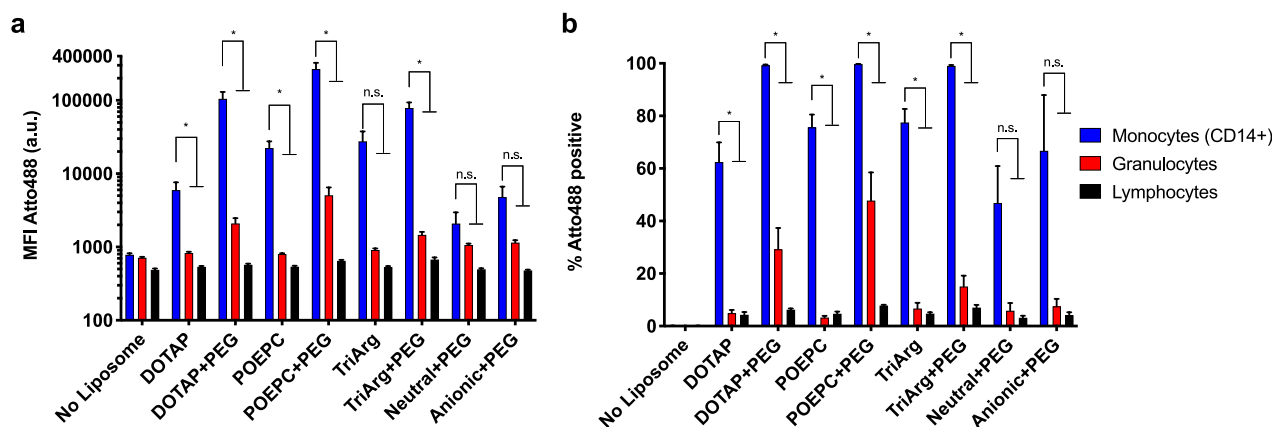 a
MFI Atto488 (a.u.)
400000
100000
10000
1000
100
* * * * n.s. * n.s. n.s.
No Liposome
DOTAP
DOTAP+PEG
POEPC
POEPC+PEG
TriArg
TriArg+PEG
Neutral+PEG
Anionic+PEG
b
% Atto488 positive
100
80
60
40
20
0
* * * * * * n.s. n.s.
No Liposome
DOTAP
DOTAP+PEG
POEPC
POEPC+PEG
TriArg
TriArg+PEG
Neutral+PEG
Anionic+PEG
Monocytes (CD14+)
Granulocytes
Lymphocytes